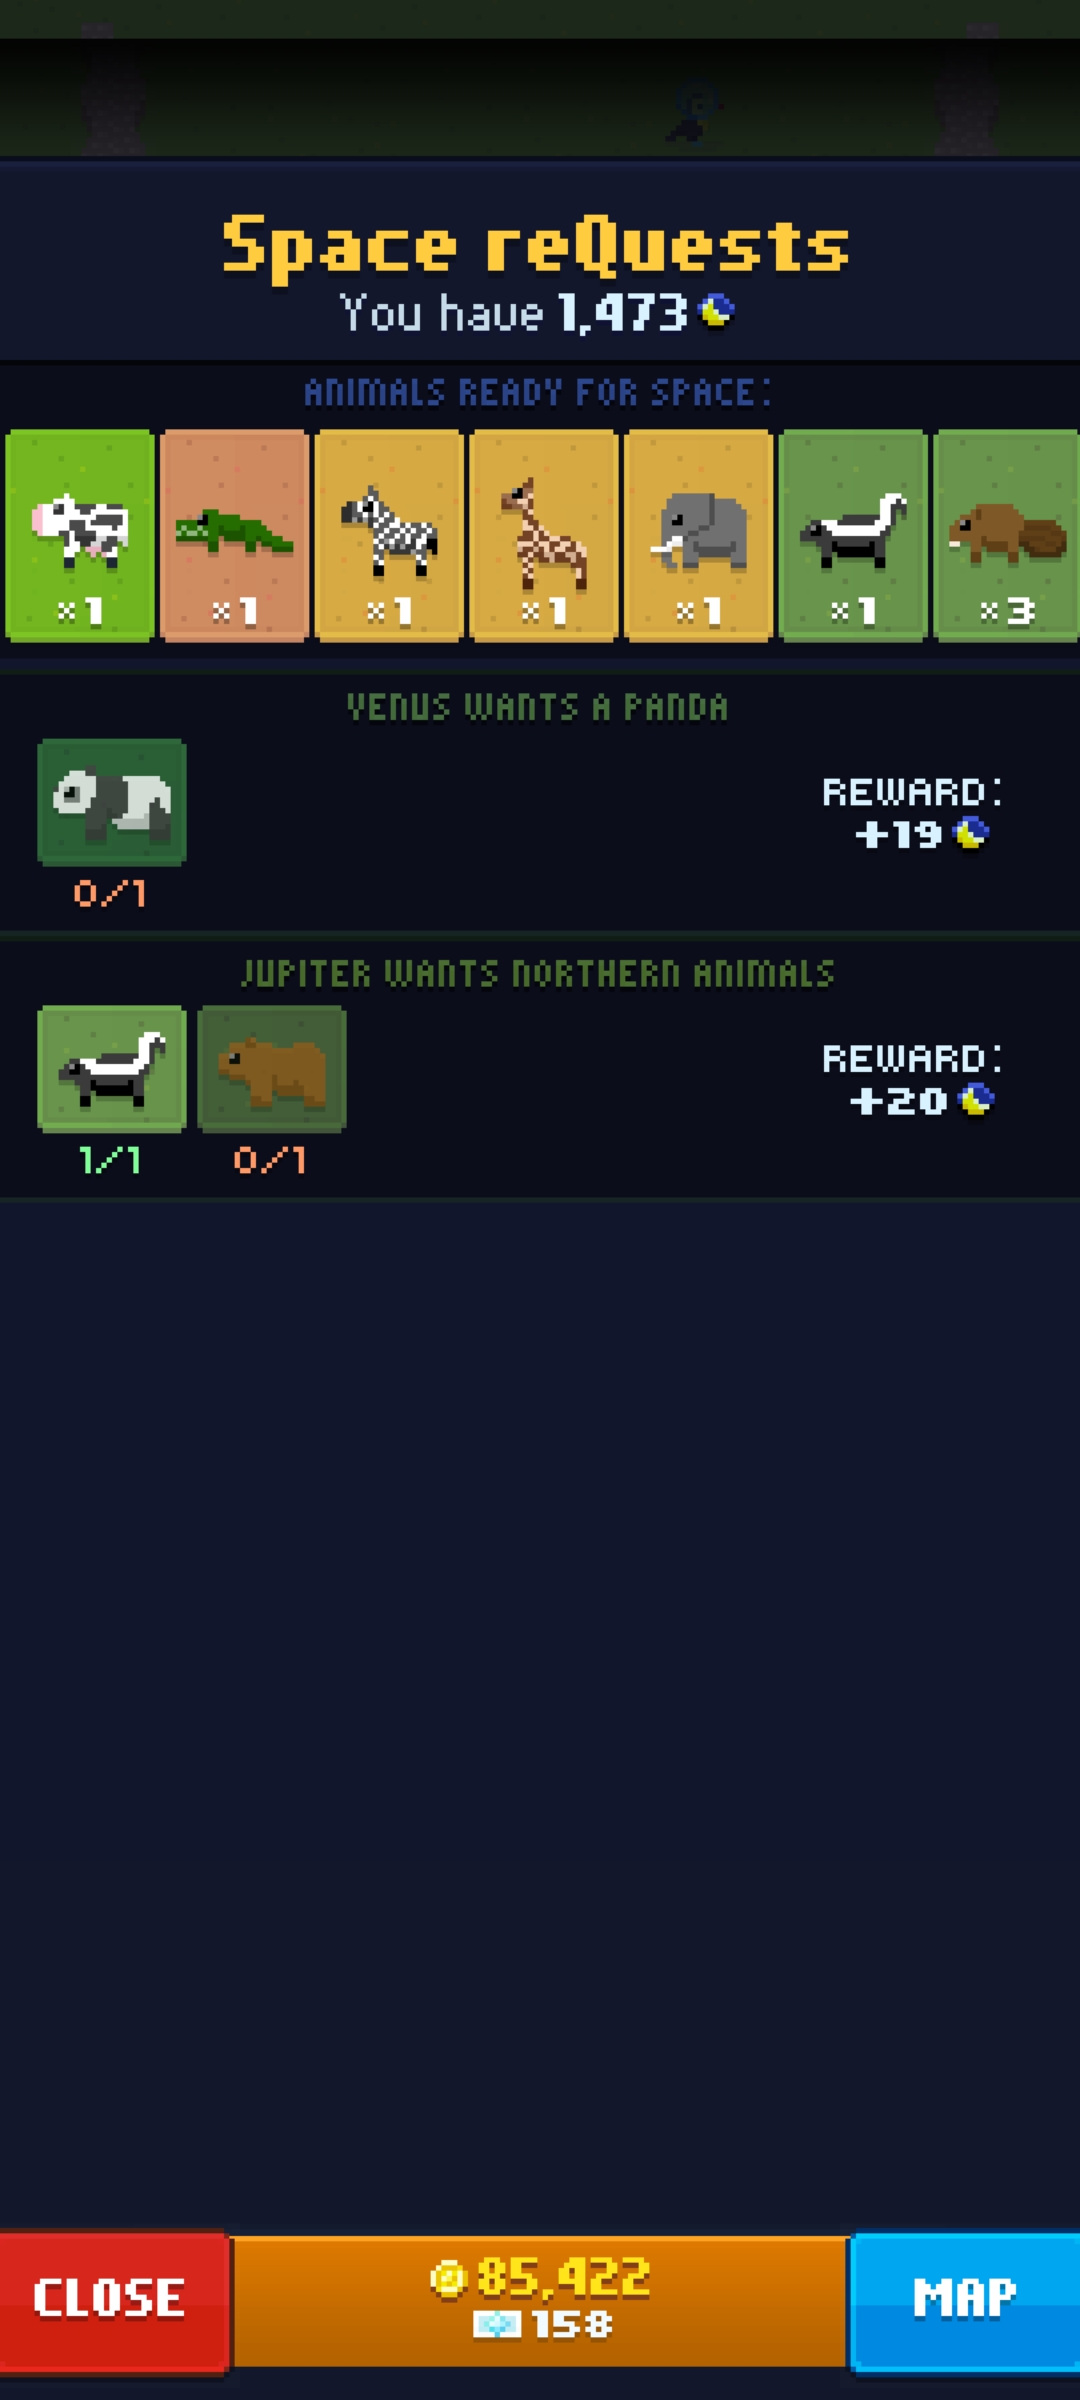 Space reQuests
You have 1,473
ANIMALS READY FOR SPACE:
×1 ×1 ×1 ×1 ×1 ×1 ×3
VENUS WANTS A PANDA
REWARD:
+19
0/1
JUPITER WANTS NORTHERN ANIMALS
REWARD:
+20
1/1 0/1
CLOSE
85,422
158
MAP